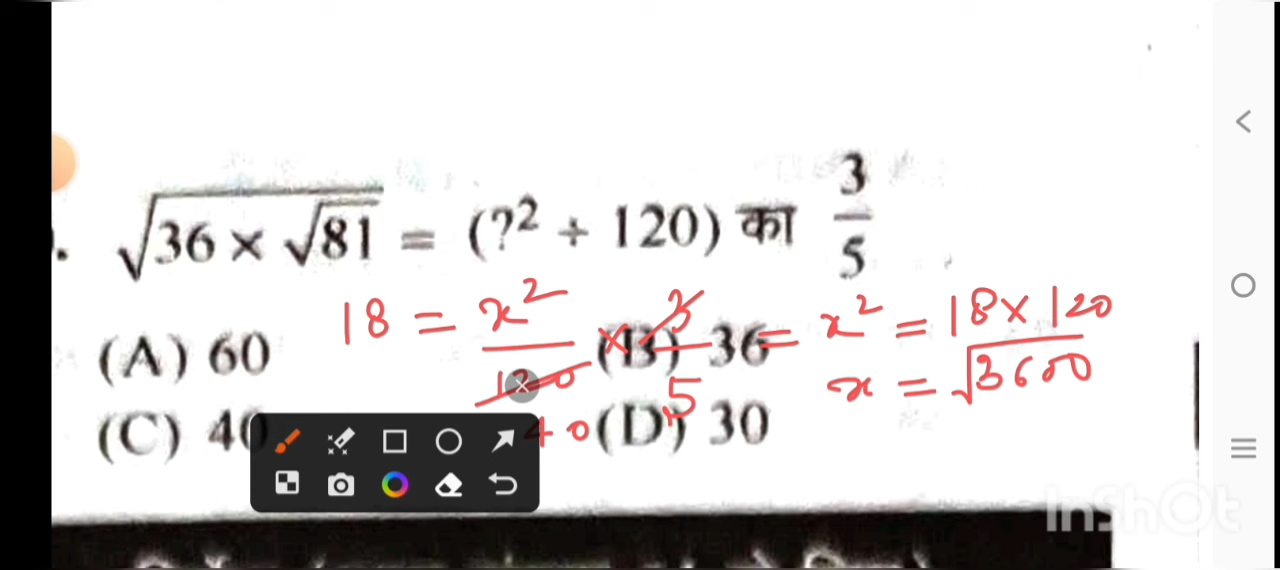 √36 × √81 = (?² ÷ 120) का 3/5
18 = x²/120 × 3/5 = x² = 18 × 120
40
x = √3600
(A) 60 (B) 36
(C) 40 (D) 30
InShOt